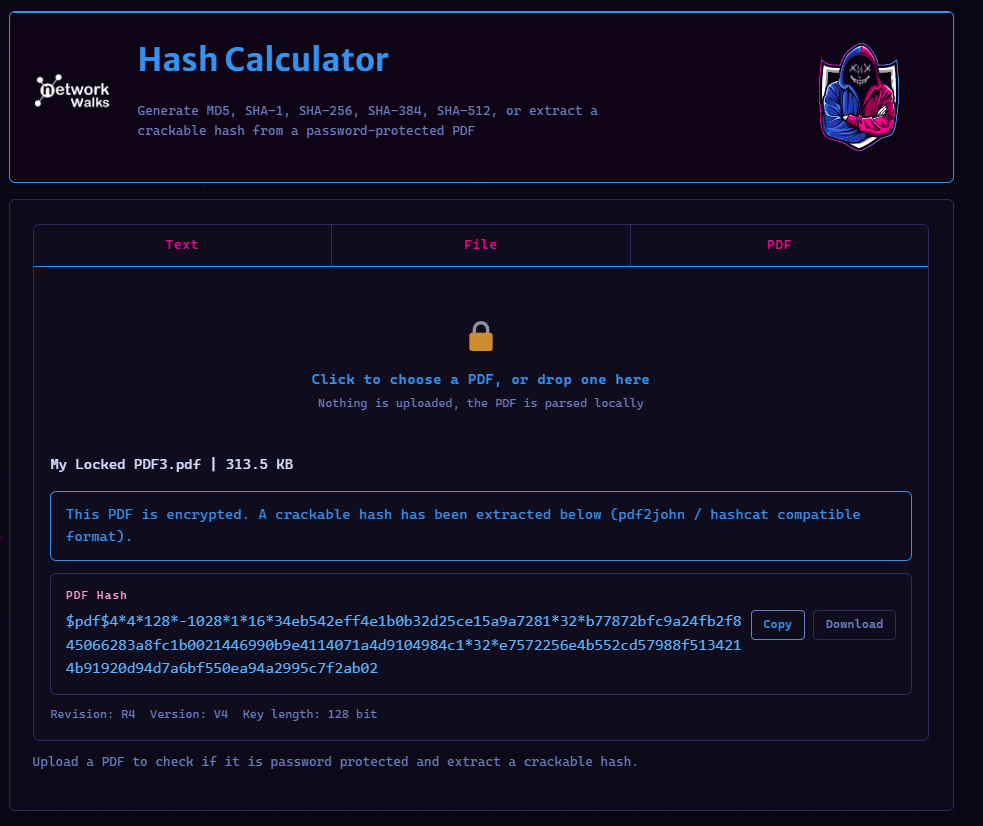 network
Walks
Hash Calculator
Generate MD5, SHA-1, SHA-256, SHA-384, SHA-512, or extract a
crackable hash from a password-protected PDF
Text
File
PDF
Click to choose a PDF, or drop one here
Nothing is uploaded, the PDF is parsed locally
My Locked PDF3.pdf | 313.5 KB
This PDF is encrypted. A crackable hash has been extracted below (pdf2john / hashcat compatible
format).
PDF Hash
$pdf$4*4*128*-1028*1*16*34eb542eff4e1b0b32d25ce15a9a7281*32*b77872bfc9a24fb2f8
45066283a8fc1b0021446990b9e4114071a4d9104984c1*32*e7572256e4b552cd57988f513421
4b91920d94d7a6bf550ea94a2995c7f2ab02
Copy
Download
Revision: R4 Version: V4 Key length: 128 bit
Upload a PDF to check if it is password protected and extract a crackable hash.